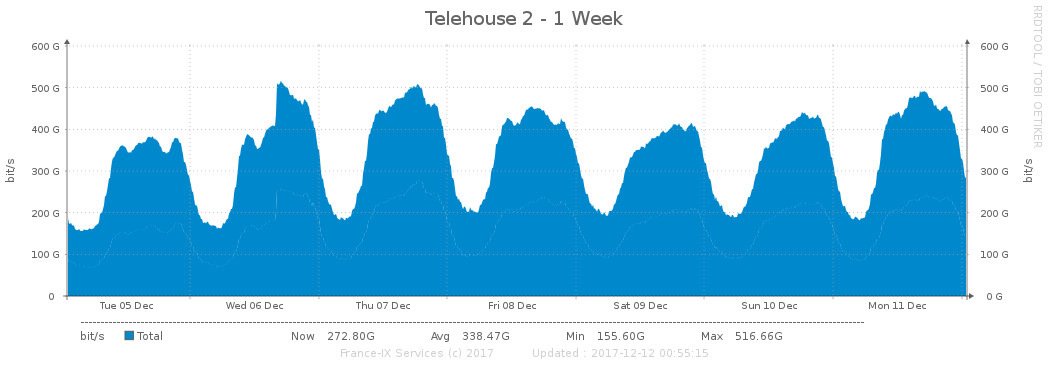 Telehouse 2 - 1 Week
RRDTOOL / TOBI OETIKER
600 G 600 G
500 G 500 G
400 G 400 G
300 G 300 G
200 G 200 G
100 G 100 G
0 0 G
bit/s bit/s
Tue 05 Dec Wed 06 Dec Thu 07 Dec Fri 08 Dec Sat 09 Dec Sun 10 Dec Mon 11 Dec
bit/s Total Now 272.80G Avg 338.47G Min 155.60G Max 516.66G
France-IX Services (c) 2017 Updated : 2017-12-12 00:55:15